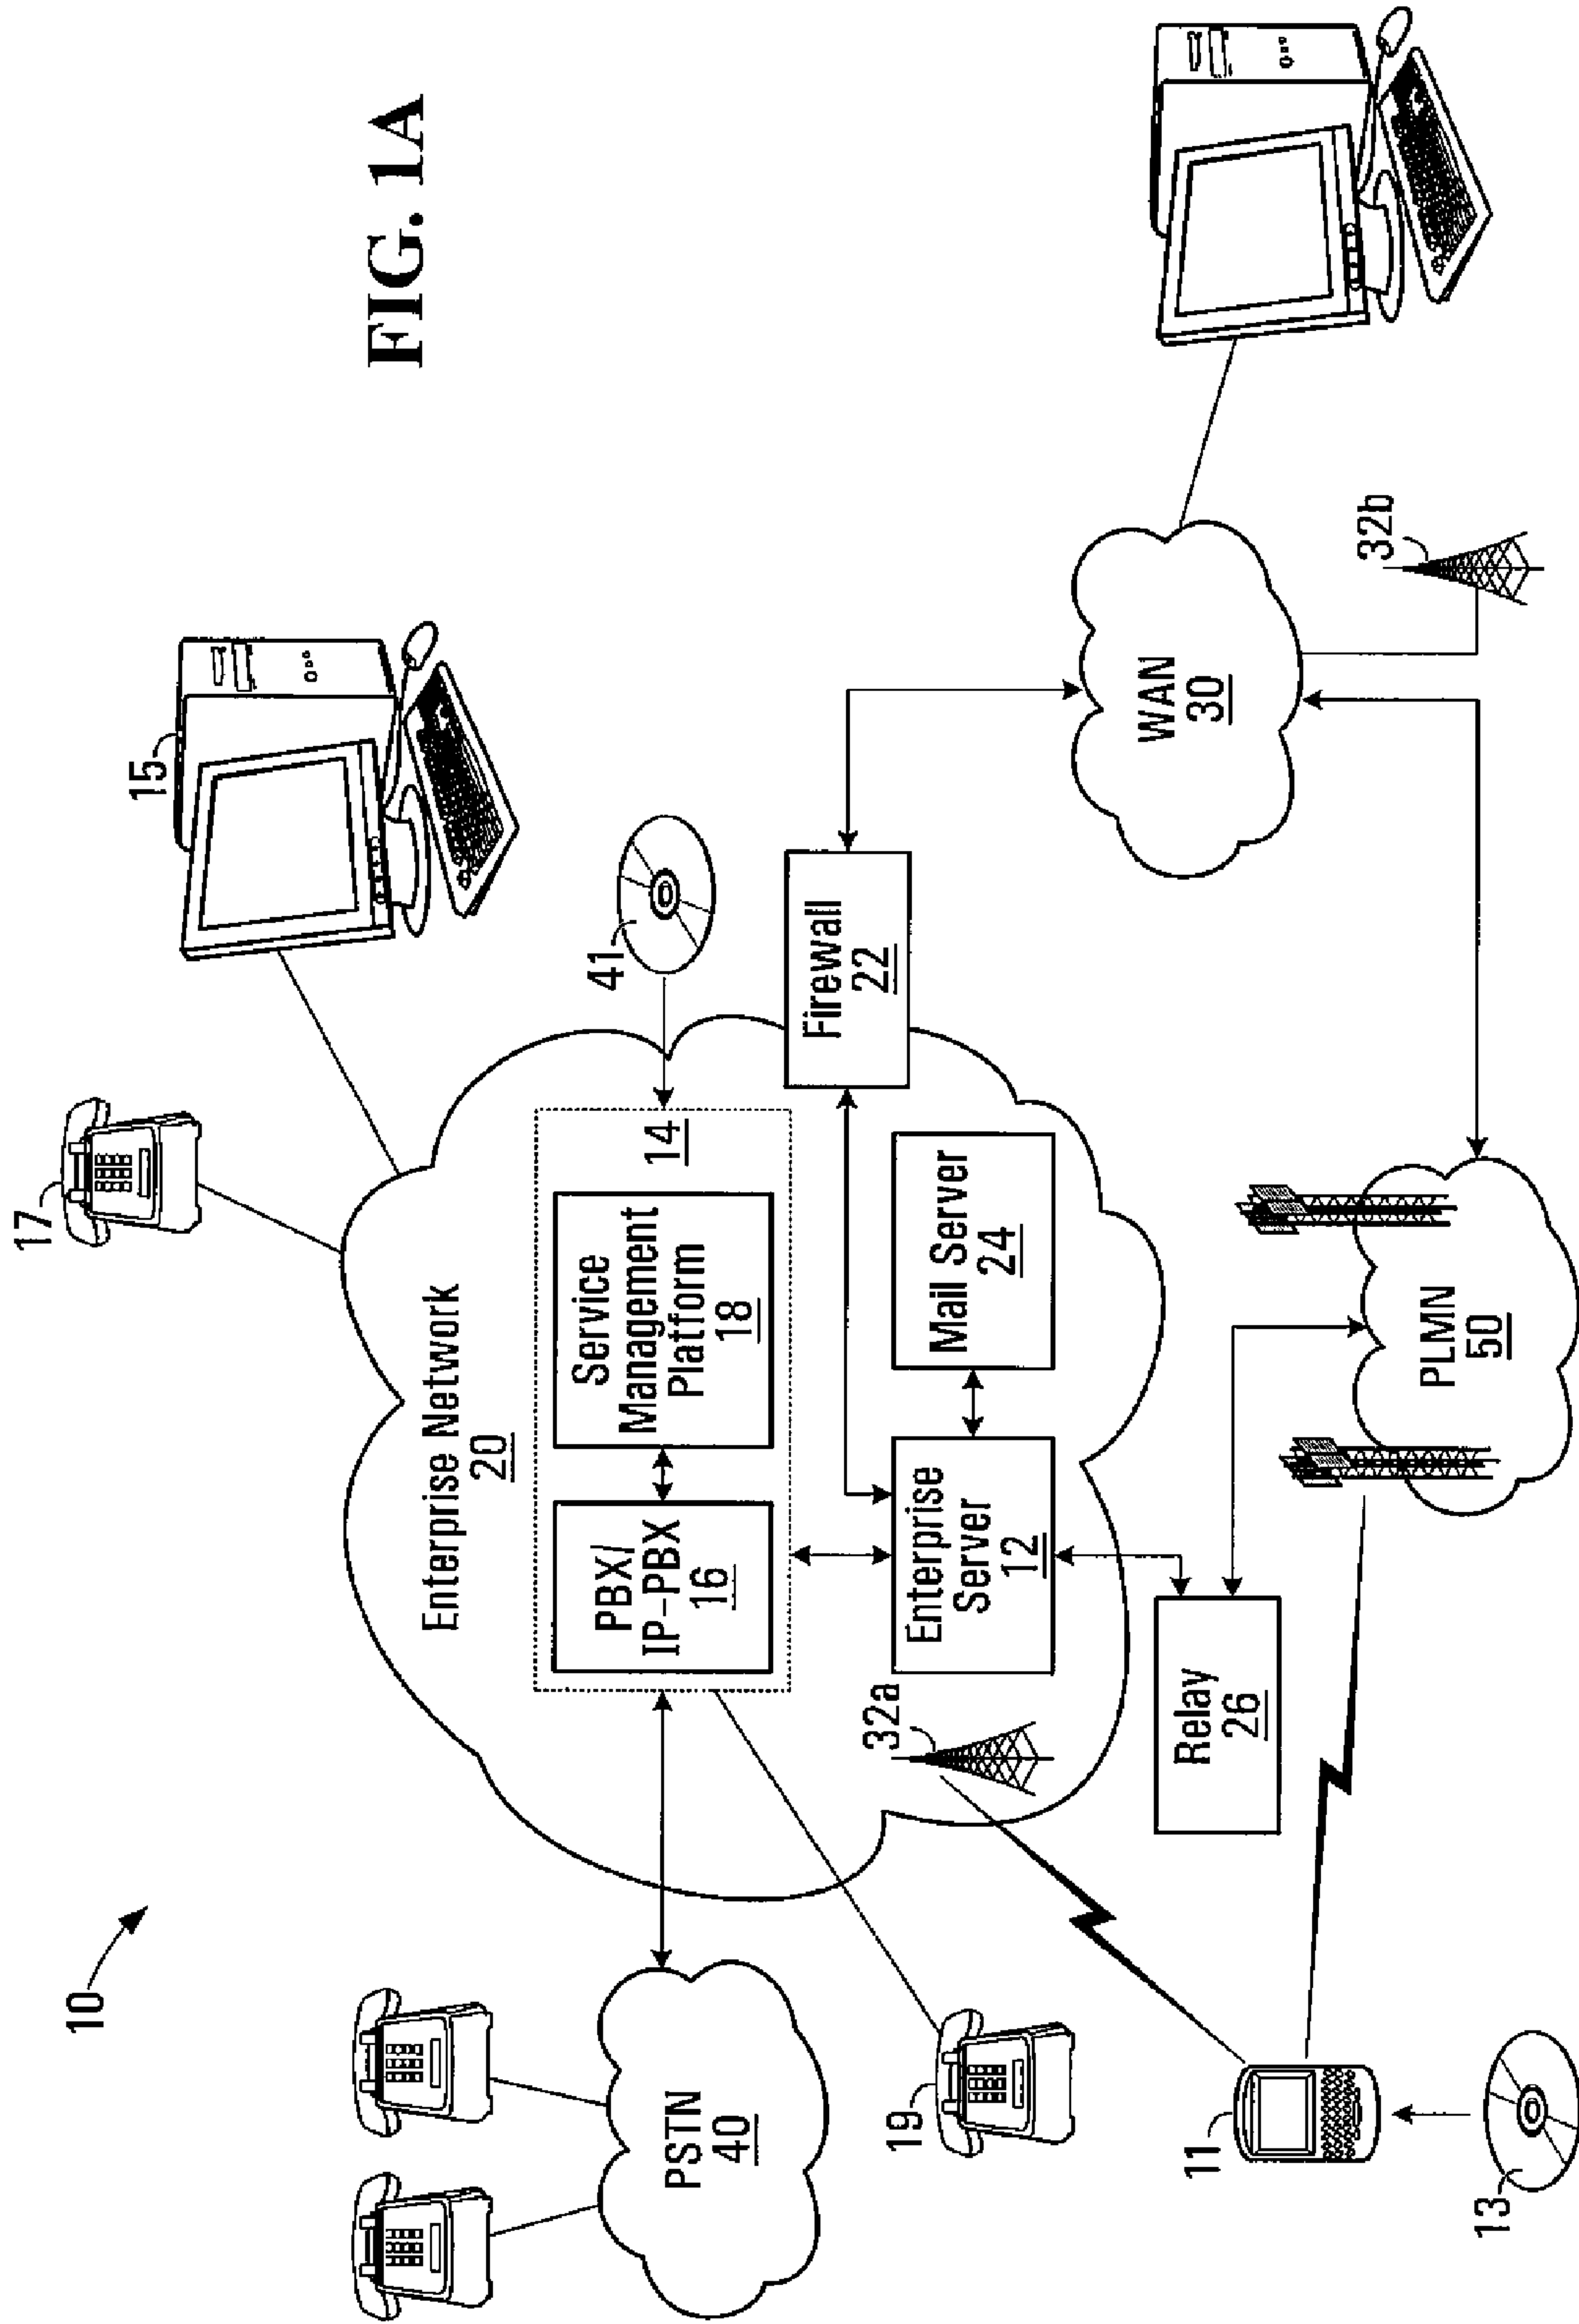 FIG. 1A
10
17
15
Enterprise Network
20
41
PBX/
IP-PBX
16
Service
Management
Platform
18
14
PSTN
40
Firewall
22
19
32a
Enterprise
Server
12
Mail Server
24
WAN
30
32b
Relay
26
11
PLMN
50
13